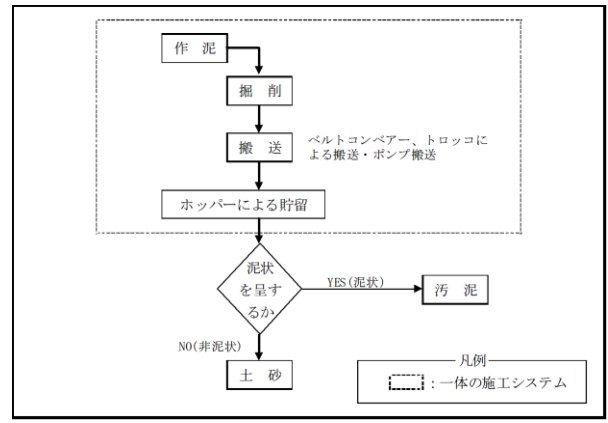 作　泥
掘　削
搬　送
ベルトコンベアー、トロッコに
よる搬送・ポンプ搬送
ホッパーによる貯留
泥状
を呈す
るか
YES(泥状)
汚　泥
NO(非泥状)
土　砂
凡例
：一体の施工システム